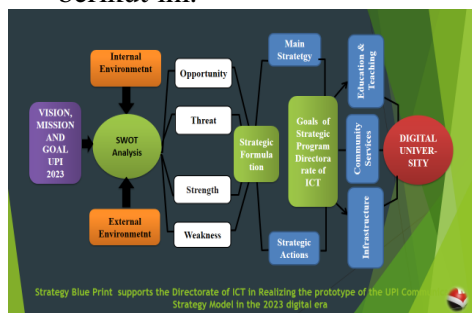 berikut ini.
Internal
Environmetnt
VISION,
MISSION
AND
GOAL
UPI
2023
SWOT
Analysis
External
Environmetnt
Opportunity
Threat
Strength
Weakness
Strategic
Formula
tion
Main
Stratetgy
Goals of
Strategic
Program
Directora
rate of
ICT
Strategic
Actions
Education &
Teaching
Community
Services
Infrastructure
DIGITAL
UNIVER-
SITY
Strategy Blue Print supports the Directorate of ICT in Realizing the prototype of the UPI
Strategy Model in the 2023 digital era